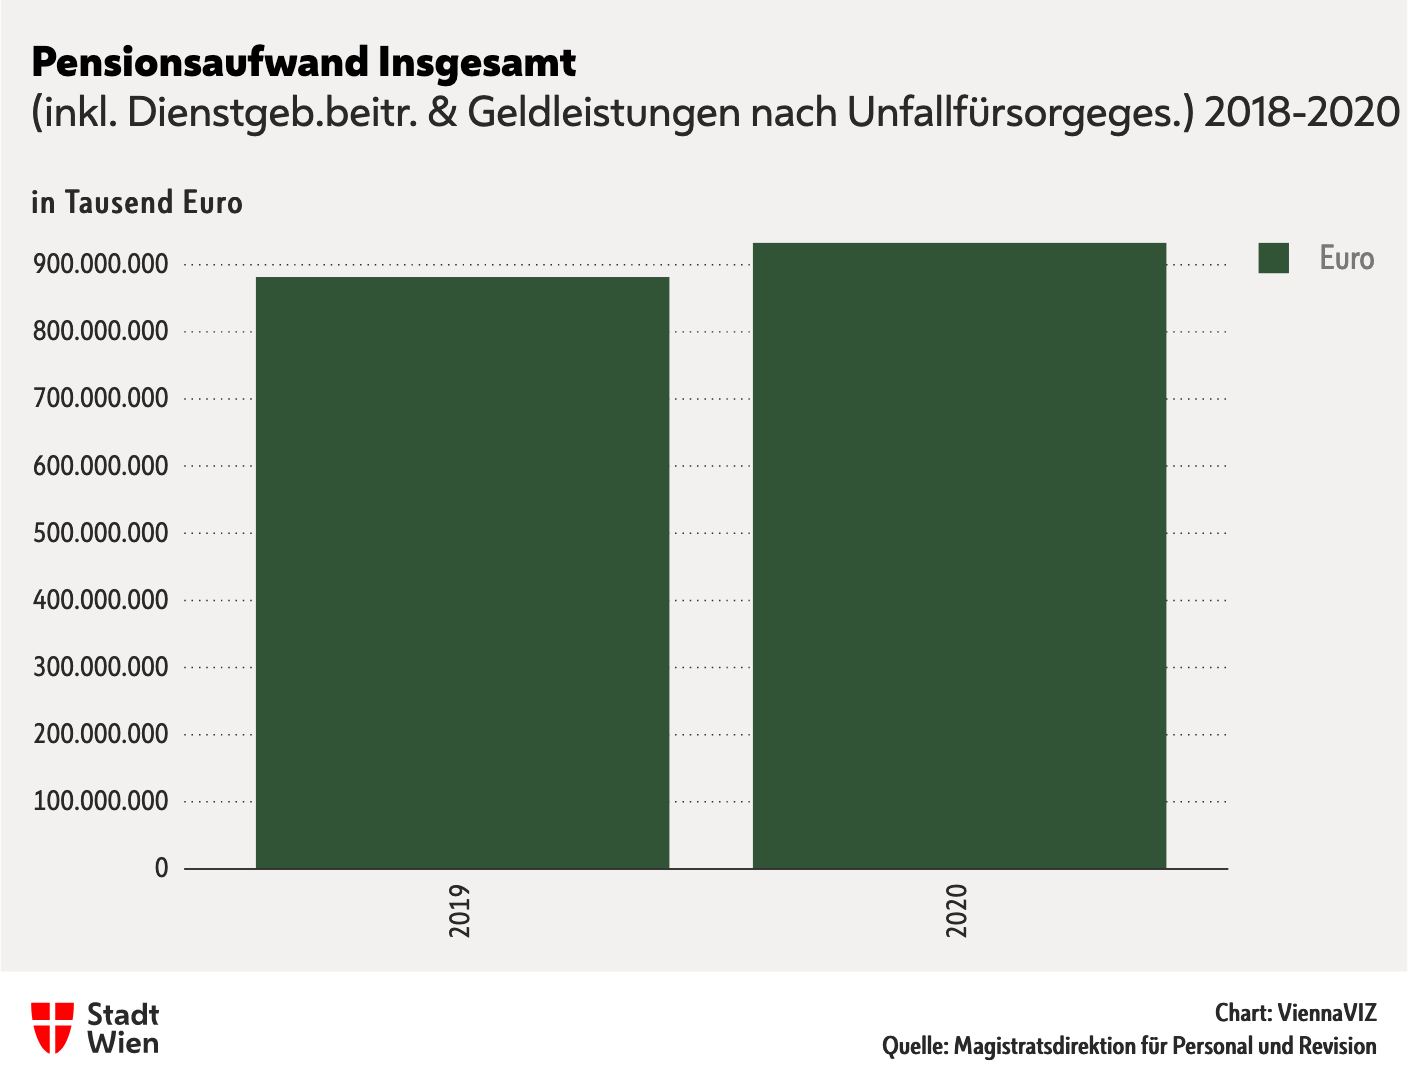 Pensionsaufwand Insgesamt
(inkl. Dienstgeb.beitr. & Geldleistungen nach Unfallfürsorgeges.) 2018-2020
in Tausend Euro
900.000.000
800.000.000
700.000.000
600.000.000
500.000.000
400.000.000
300.000.000
200.000.000
100.000.000
0
Euro
2019
2020
Stadt
Wien
Chart: ViennaVIZ
Quelle: Magistratsdirektion für Personal und Revision